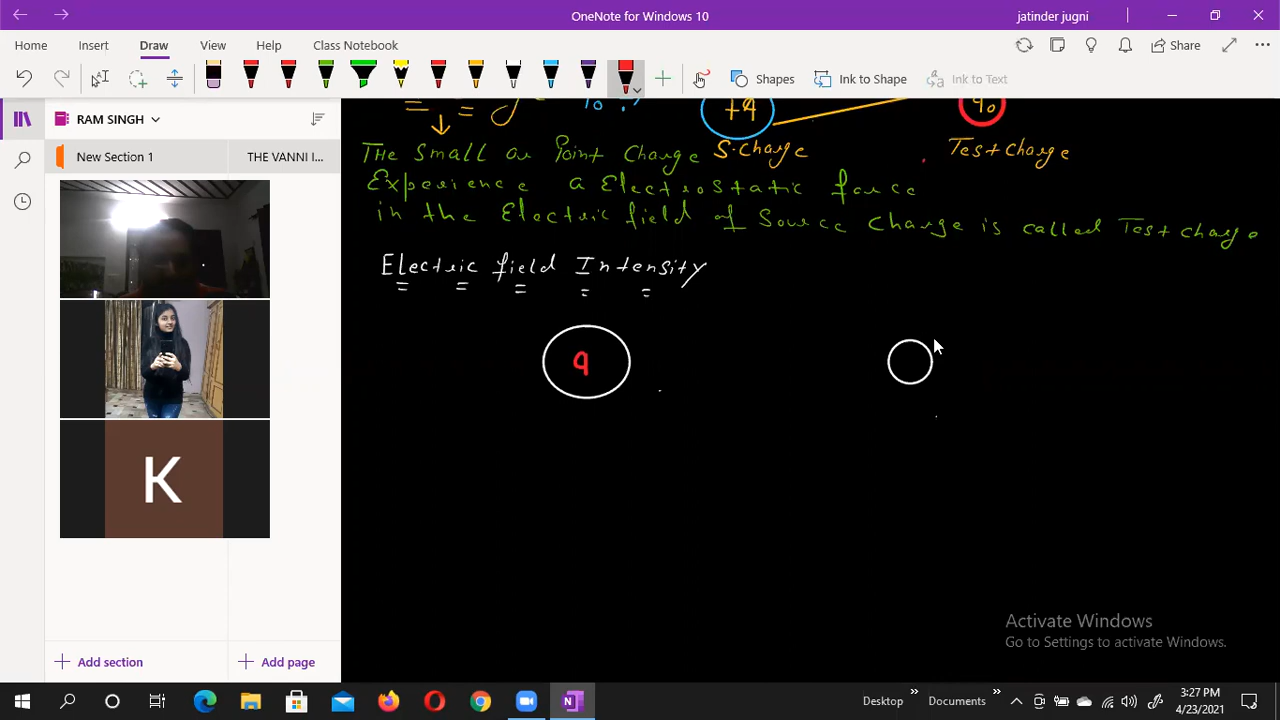 OneNote for Windows 10
jatinder jugni
Home Insert Draw View Help Class Notebook
Share
Shapes Ink to Shape Ink to Text
RAM SINGH
New Section 1
THE VANNI I...
K
Add section
Add page
+q
q₀
S.charge
Test charge
The Small or Point Charge
Experience a Electrostatic force
in the Electric field of Source Charge is called Test charge
Electric field Intensity
q
Activate Windows
Go to Settings to activate Windows.
Desktop
Documents
3:27 PM
4/23/2021